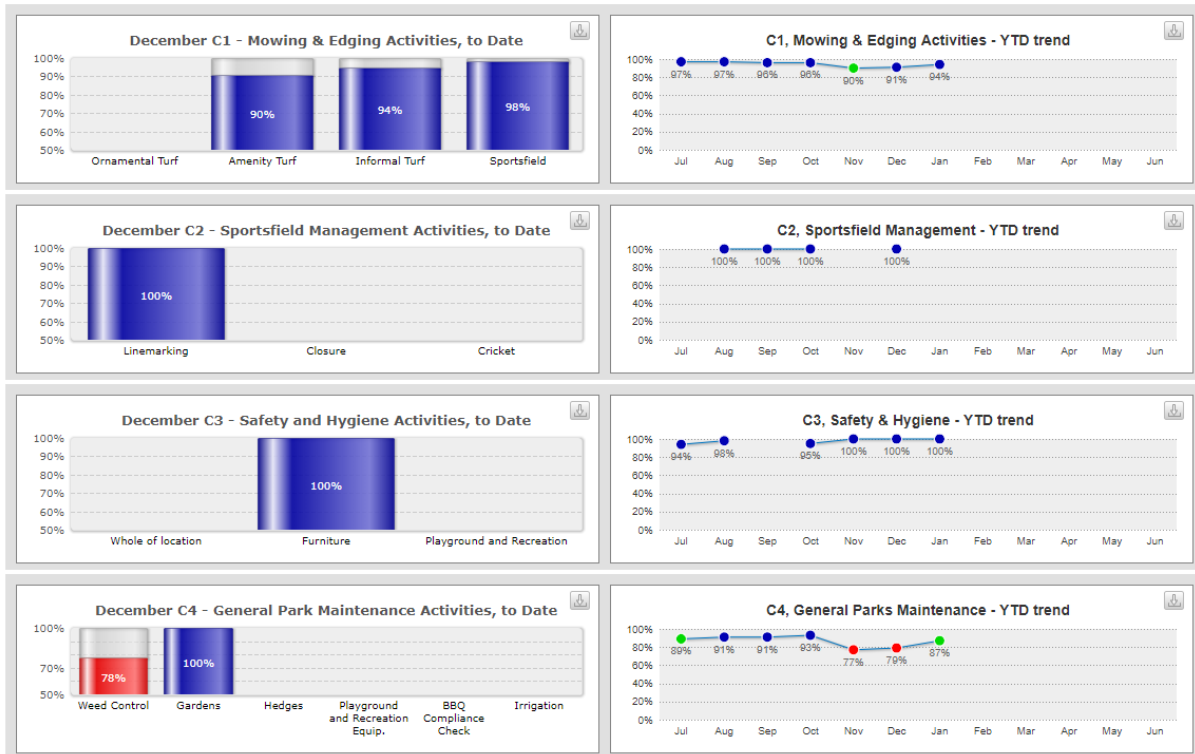 December C1 - Mowing & Edging Activities, to Date
100%
90%
80%
70%
60%
50%
90%
94%
98%
Ornamental Turf Amenity Turf Informal Turf Sportsfield
C1, Mowing & Edging Activities - YTD trend
100%
80%
60%
40%
20%
0%
97% 97% 96% 96% 90% 91% 94%
Jul Aug Sep Oct Nov Dec Jan Feb Mar Apr May Jun
December C2 - Sportsfield Management Activities, to Date
100%
90%
80%
70%
60%
50%
100%
Linemarking Closure Cricket
C2, Sportsfield Management - YTD trend
100%
80%
60%
40%
20%
0%
100% 100% 100% 100%
Jul Aug Sep Oct Nov Dec Jan Feb Mar Apr May Jun
December C3 - Safety and Hygiene Activities, to Date
100%
90%
80%
70%
60%
50%
100%
Whole of location Furniture Playground and Recreation
C3, Safety & Hygiene - YTD trend
100%
80%
60%
40%
20%
0%
94% 98% 95% 100% 100% 100%
Jul Aug Sep Oct Nov Dec Jan Feb Mar Apr May Jun
December C4 - General Park Maintenance Activities, to Date
100%
70%
50%
78%
100%
Weed Control Gardens Hedges Playground BBQ Irrigation
and Recreation Compliance
Equip. Check
C4, General Parks Maintenance - YTD trend
100%
80%
60%
40%
20%
0%
89% 91% 91% 93% 77% 79% 87%
Jul Aug Sep Oct Nov Dec Jan Feb Mar Apr May Jun